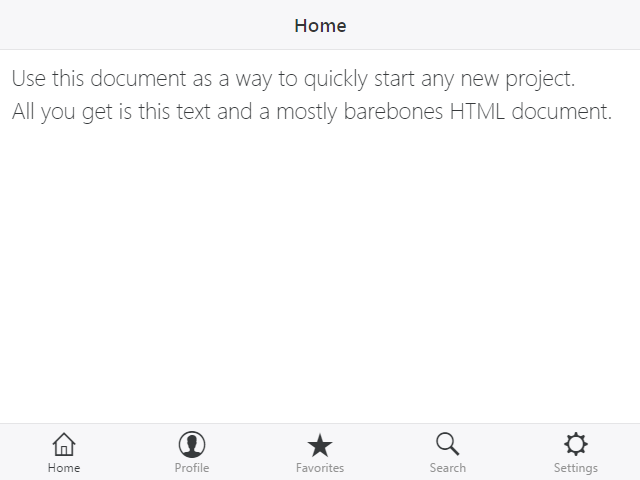 Home
Use this document as a way to quickly start any new project.
All you get is this text and a mostly barebones HTML document.
Home
Profile
Favorites
Search
Settings